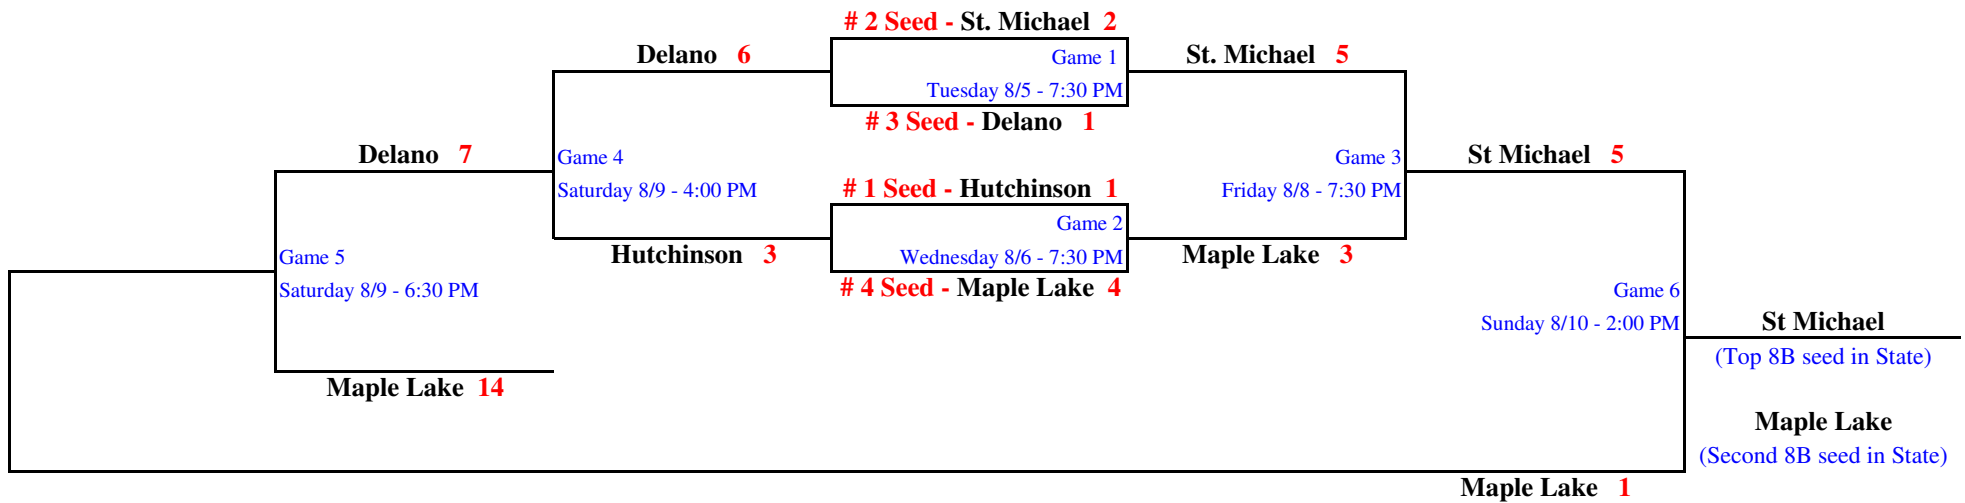 # 2 Seed - St. Michael 2
Delano 6
Game 1
St. Michael 5
Tuesday 8/5 - 7:30 PM
# 3 Seed - Delano 1
Delano 7
Game 4
Game 3
St Michael 5
Saturday 8/9 - 4:00 PM
# 1 Seed - Hutchinson 1
Friday 8/8 - 7:30 PM
Game 2
Game 5
Hutchinson 3
Wednesday 8/6 - 7:30 PM
Maple Lake 3
Saturday 8/9 - 6:30 PM
# 4 Seed - Maple Lake 4
Game 6
Sunday 8/10 - 2:00 PM
St Michael
(Top 8B seed in State)
Maple Lake 14
Maple Lake
(Second 8B seed in State)
Maple Lake 1